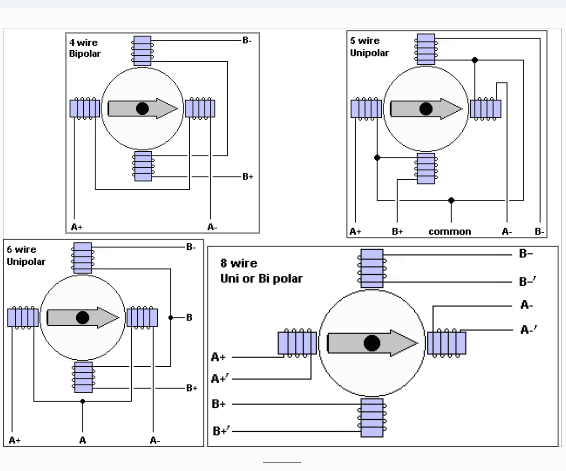 4 wire
Bipolar
B-
B+
A+
A-
5 wire
Unipolar
A+
B+
common
A-
B-
6 wire
Unipolar
B-
B
B+
A+
A
A-
8 wire
Uni or Bi polar
B-
B-′
A-
A-′
A+
A+′
B+
B+′